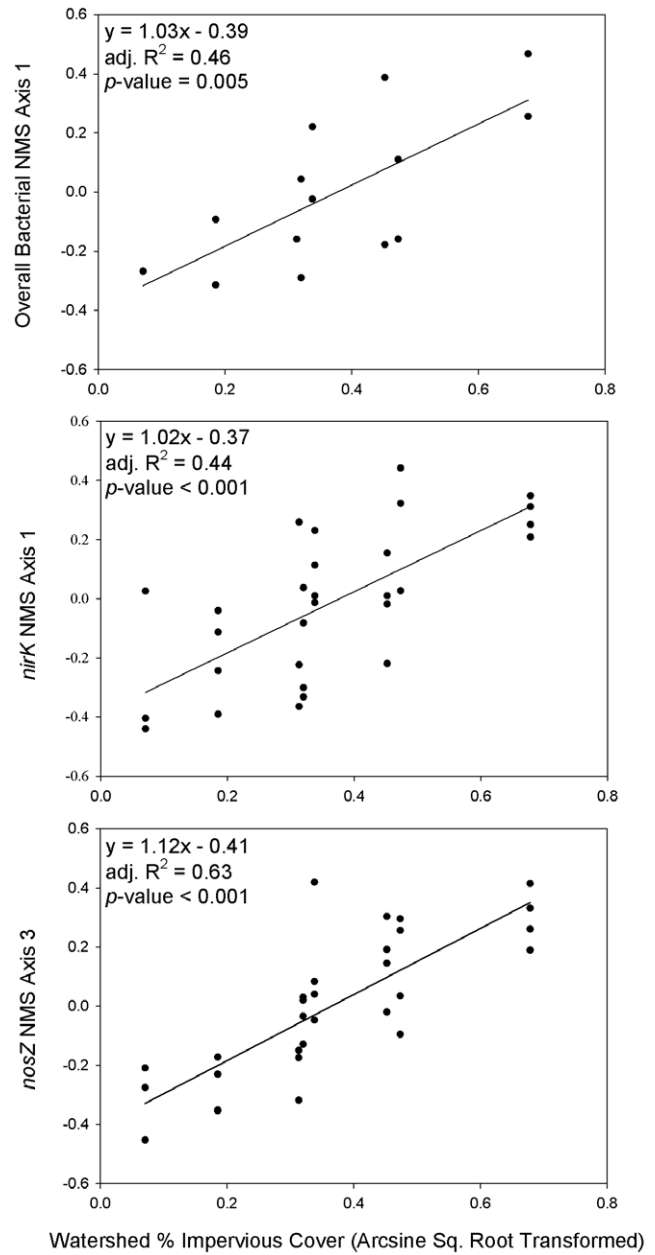 y = 1.03x - 0.39
adj. R² = 0.46
p-value = 0.005
Overall Bacterial NMS Axis 1
0.6
0.4
0.2
0.0
-0.2
-0.4
-0.6
0.0 0.2 0.4 0.6 0.8
y = 1.02x - 0.37
adj. R² = 0.44
p-value < 0.001
nirK NMS Axis 1
0.6
0.4
0.2
0.0
-0.2
-0.4
-0.6
0.0 0.2 0.4 0.6 0.8
y = 1.12x - 0.41
adj. R² = 0.63
p-value < 0.001
nosZ NMS Axis 3
0.6
0.4
0.2
0.0
-0.2
-0.4
-0.6
0.0 0.2 0.4 0.6 0.8
Watershed % Impervious Cover (Arcsine Sq. Root Transformed)